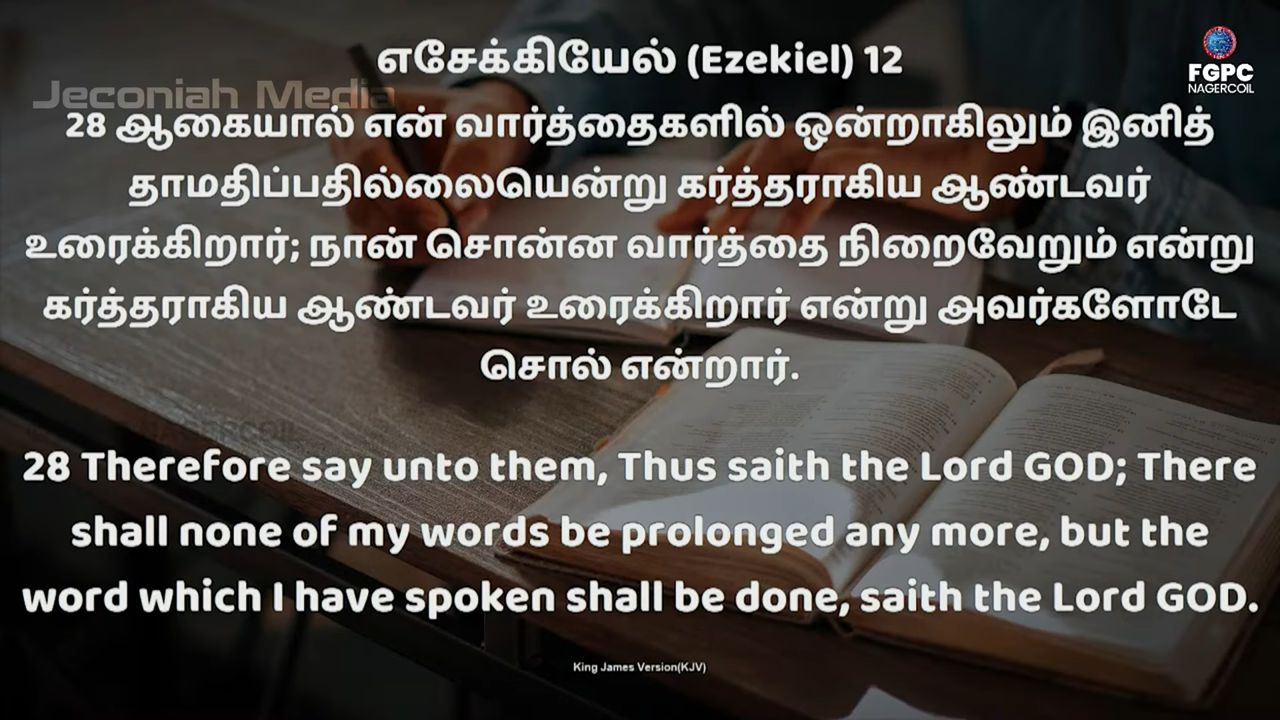 எசேக்கியேல் (Ezekiel) 12
FGPC
NAGERCOIL
Jeconiah Media
28 ஆகையால் என் வார்த்தைகளில் ஒன்றாகிலும் இனித்
தாமதிப்பதில்லையென்று கர்த்தராகிய ஆண்டவர்
உரைக்கிறார்; நான் சொன்ன வார்த்தை நிறைவேறும் என்று
கர்த்தராகிய ஆண்டவர் உரைக்கிறார் என்று அவர்களோடே
சொல் என்றார்.
NAGERCOIL
28 Therefore say unto them, Thus saith the Lord GOD; There
shall none of my words be prolonged any more, but the
word which I have spoken shall be done, saith the Lord GOD.
King James Version(KJV)